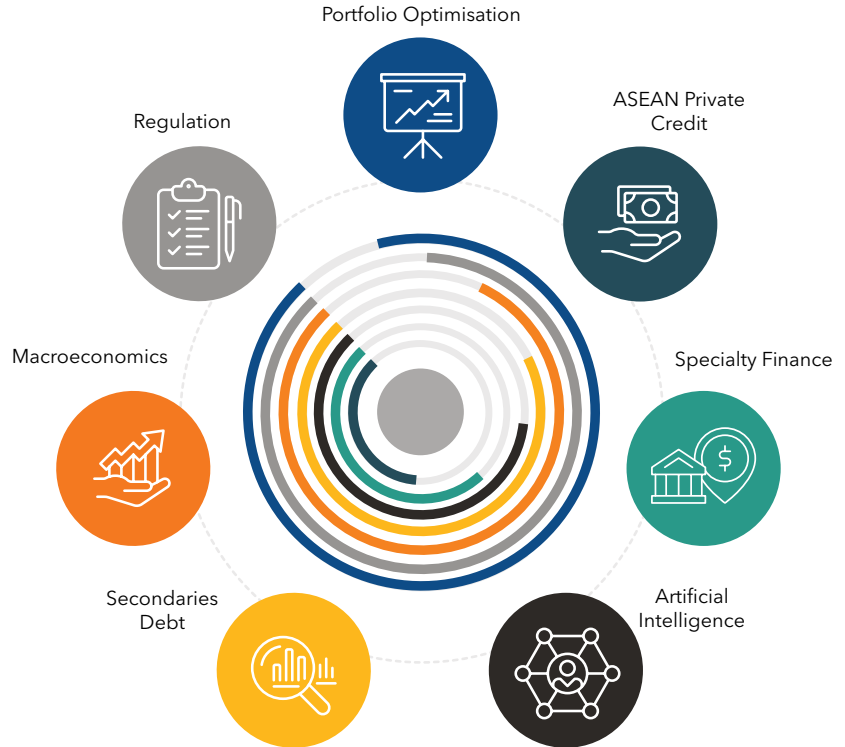 Portfolio Optimisation
ASEAN Private
Credit
Regulation
Macroeconomics
Specialty Finance
Secondaries
Debt
Artificial
Intelligence
$